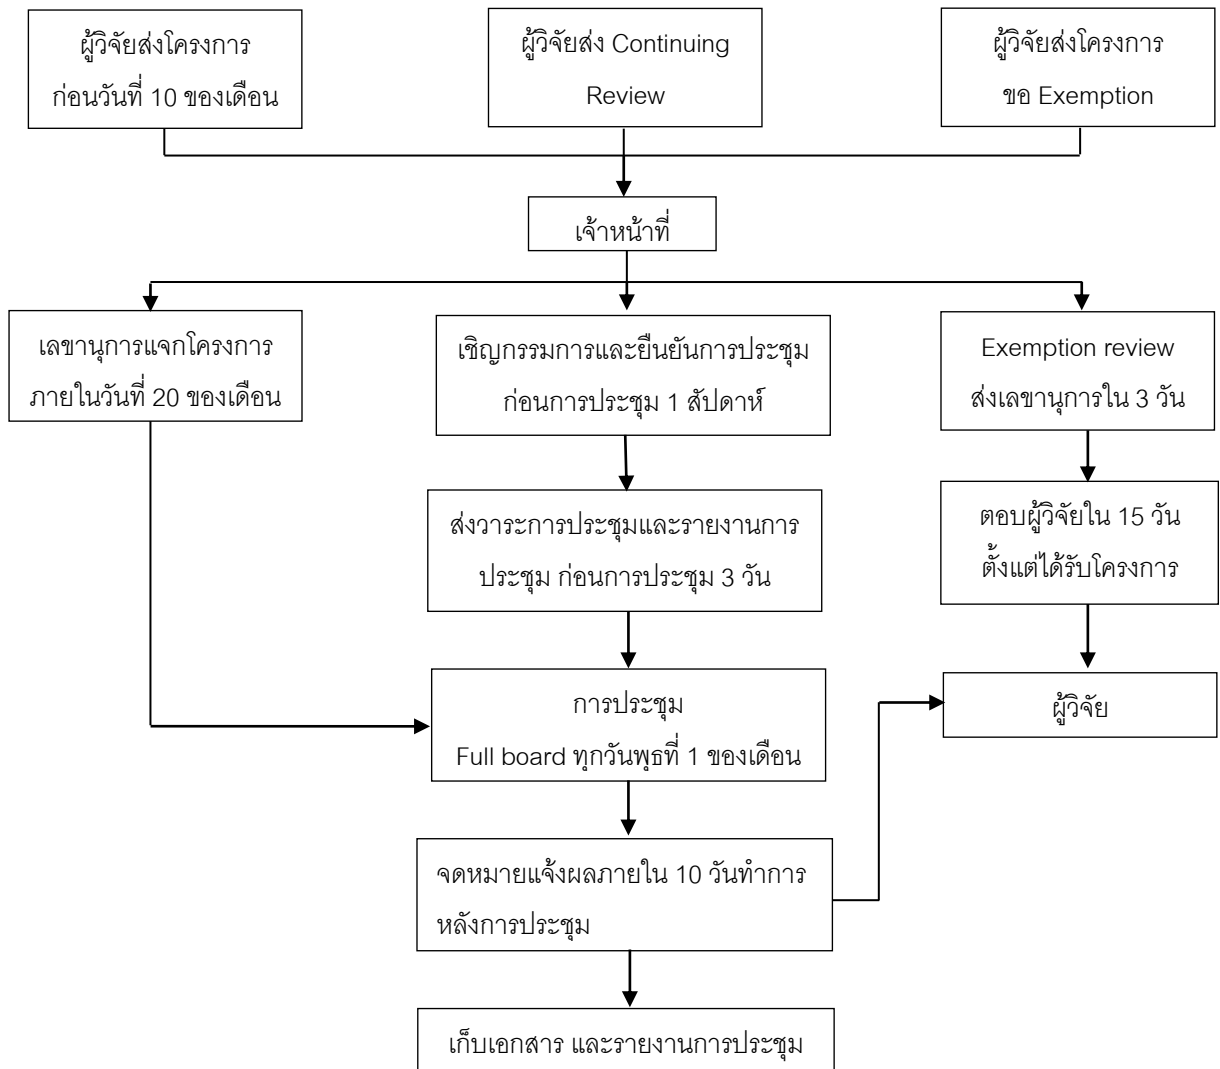 ผู้วิจัยส่งโครงการ
ก่อนวันที่ 10 ของเดือน
ผู้วิจัยส่ง Continuing
Review
ผู้วิจัยส่งโครงการ
ขอ Exemption
เจ้าหน้าที่
เลขานุการแจกโครงการ
ภายในวันที่ 20 ของเดือน
เชิญกรรมการและยืนยันการประชุม
ก่อนการประชุม 1 สัปดาห์
Exemption review
ส่งเลขานุการใน 3 วัน
ส่งวาระการประชุมและรายงานการ
ประชุม ก่อนการประชุม 3 วัน
ตอบผู้วิจัยใน 15 วัน
ตั้งแต่ได้รับโครงการ
การประชุม
Full board ทุกวันพุธที่ 1 ของเดือน
ผู้วิจัย
จดหมายแจ้งผลภายใน 10 วันทำการ
หลังการประชุม
เก็บเอกสาร และรายงานการประชุม